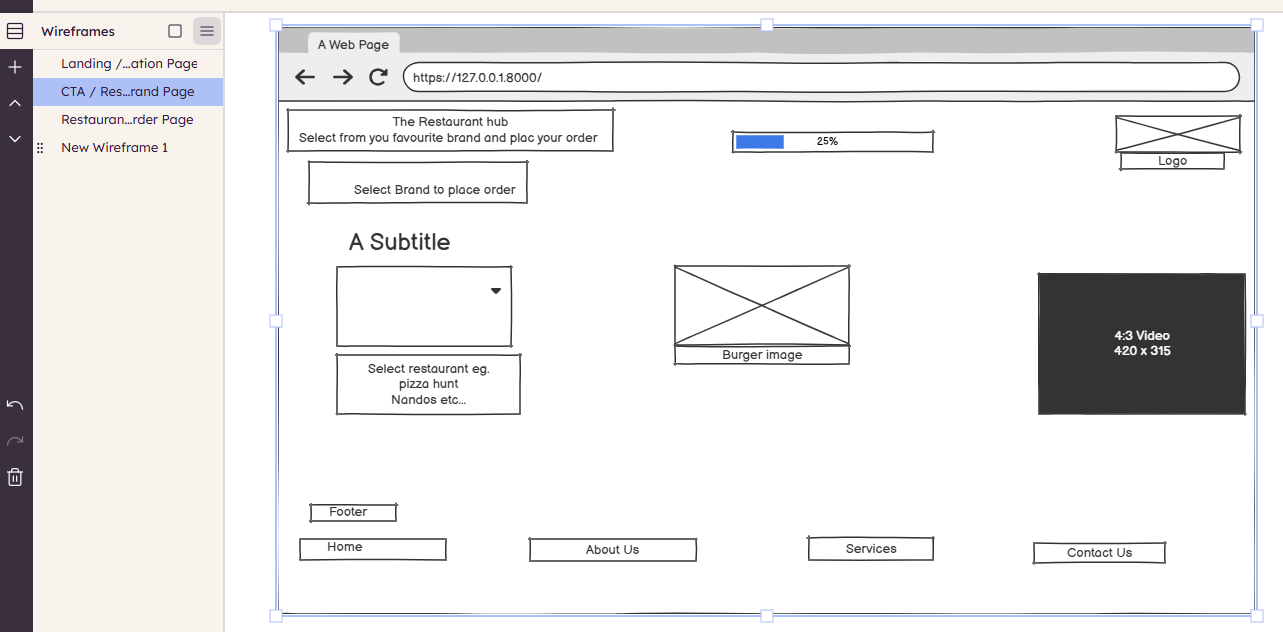 Wireframes
Landing /...ation Page
CTA / Res...rand Page
Restauran...rder Page
New Wireframe 1
A Web Page
https://127.0.0.1.8000/
The Restaurant hub
Select from you favourite brand and plac your order
25%
Logo
Select Brand to place order
A Subtitle
Burger image
4:3 Video
420 x 315
Select restaurant eg.
pizza hunt
Nandos etc...
Footer
Home
About Us
Services
Contact Us